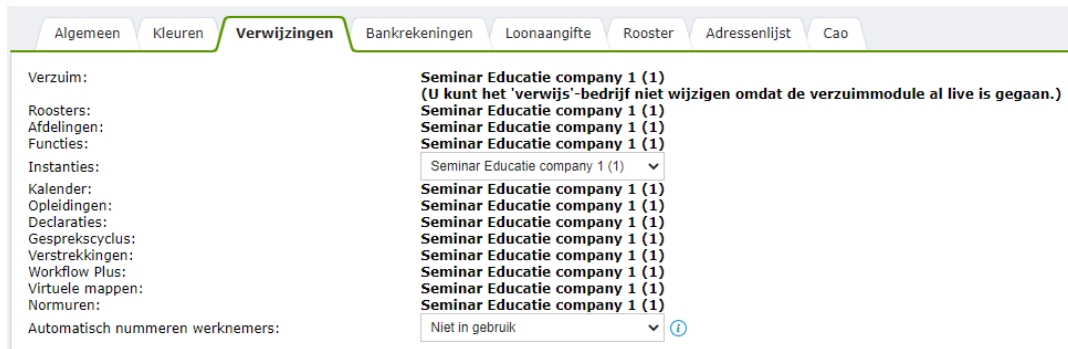 Algemeen Kleuren Verwijzingen Bankrekeningen Loonaangifte Rooster Adressenlijst Cao
Verzuim: Seminar Educatie company 1 (1)
(U kunt het 'verwijs'-bedrijf niet wijzigen omdat de verzuimmodule al live is gegaan.)
Roosters: Seminar Educatie company 1 (1)
Afdelingen: Seminar Educatie company 1 (1)
Functies: Seminar Educatie company 1 (1)
Instanties: Seminar Educatie company 1 (1)
Kalender: Seminar Educatie company 1 (1)
Opleidingen: Seminar Educatie company 1 (1)
Declaraties: Seminar Educatie company 1 (1)
Gesprekscyclus: Seminar Educatie company 1 (1)
Verstrekkingen: Seminar Educatie company 1 (1)
Workflow Plus: Seminar Educatie company 1 (1)
Virtuele mappen: Seminar Educatie company 1 (1)
Normuren: Seminar Educatie company 1 (1)
Automatisch nummeren werknemers: Niet in gebruik i